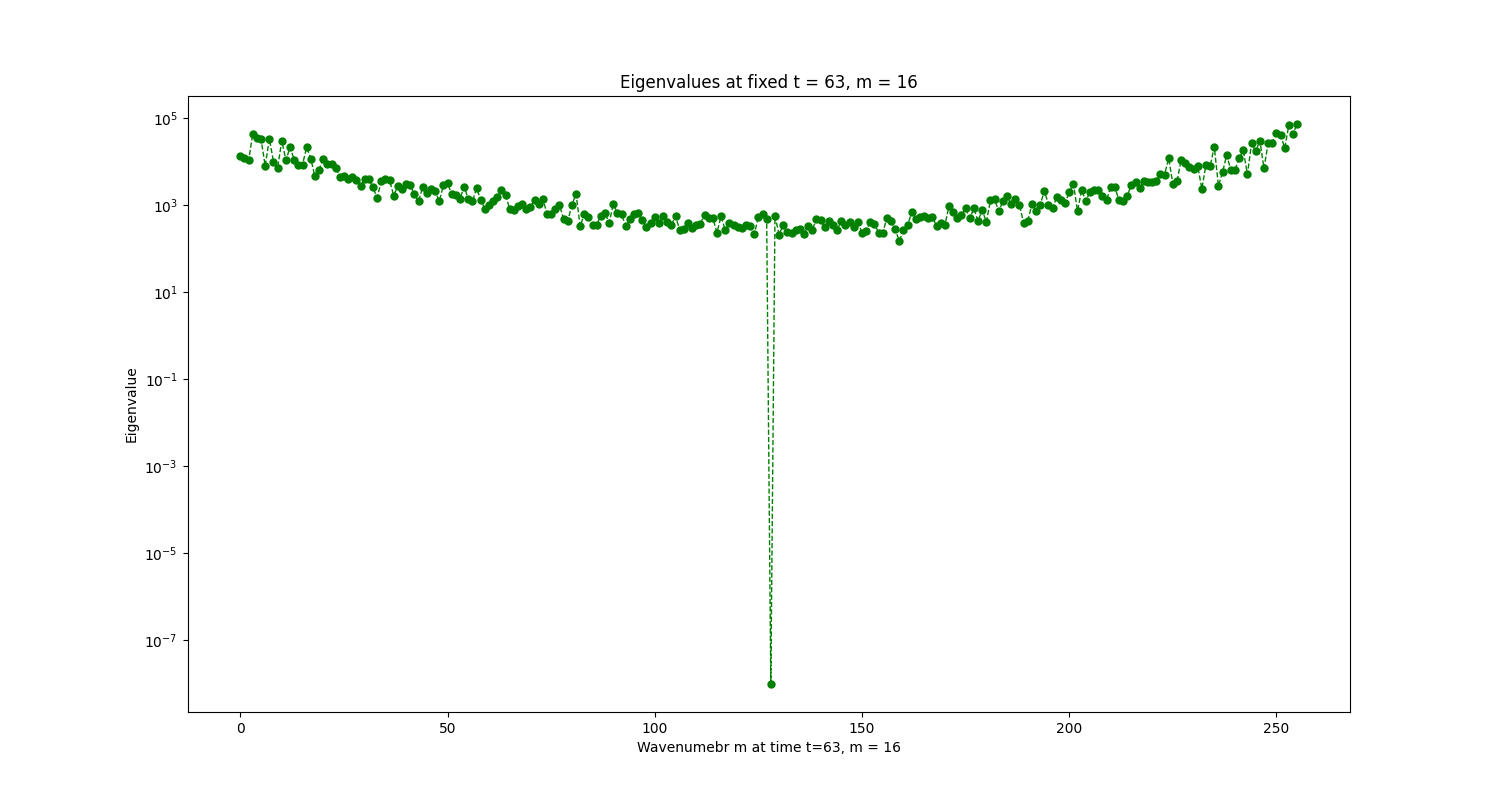 Eigenvalues at fixed t = 63, m = 16
10^5
10^3
10^1
10^-1
10^-3
10^-5
10^-7
Eigenvalue
0 50 100 150 200 250
Wavenumebr m at time t=63, m = 16